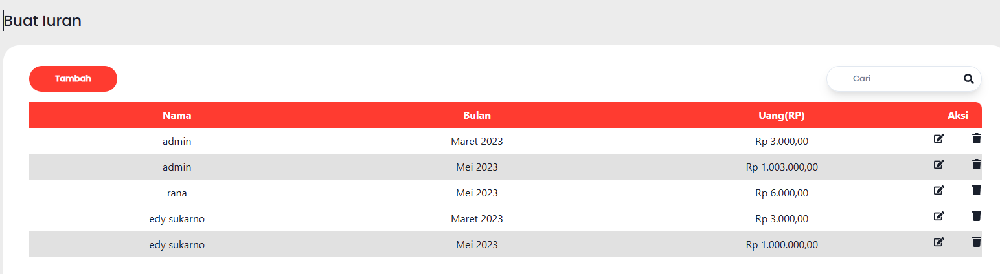 Buat Iuran
Tambah
Cari
Nama Bulan Uang(RP) Aksi
admin Maret 2023 Rp 3.000,00
admin Mei 2023 Rp 1.003.000,00
rana Mei 2023 Rp 6.000,00
edy sukarno Maret 2023 Rp 3.000,00
edy sukarno Mei 2023 Rp 1.000.000,00